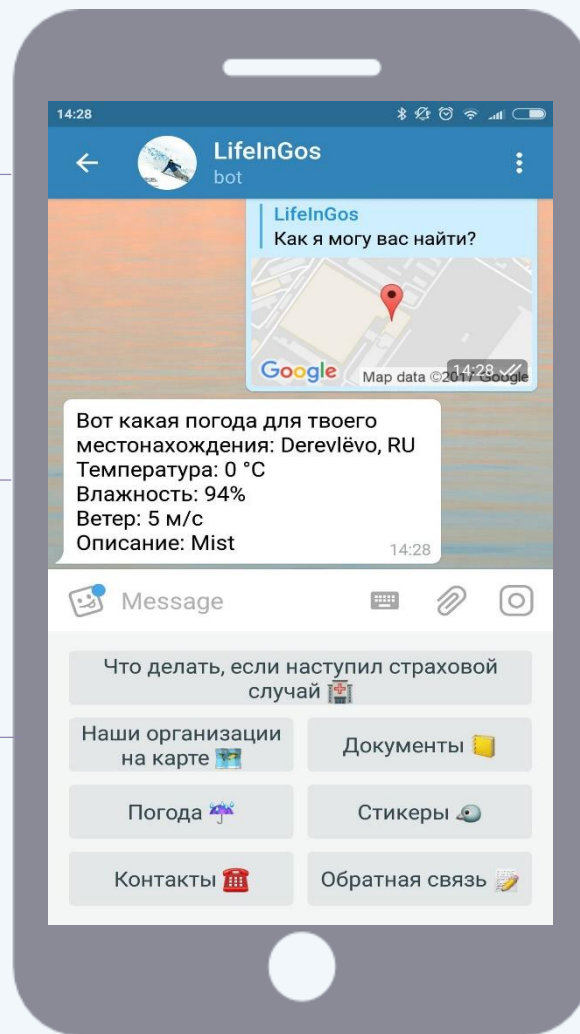 14:28
LifeInGos
bot
LifeInGos
Как я могу вас найти?
Google
Map data ©2017 Google
14:28
Вот какая погода для твоего
местонахождения: Derevlëvo, RU
Температура: 0 °C
Влажность: 94%
Ветер: 5 м/с
Описание: Mist
14:28
Message
Что делать, если наступил страховой
случай
Наши организации
на карте
Документы
Погода
Стикеры
Контакты
Обратная связь